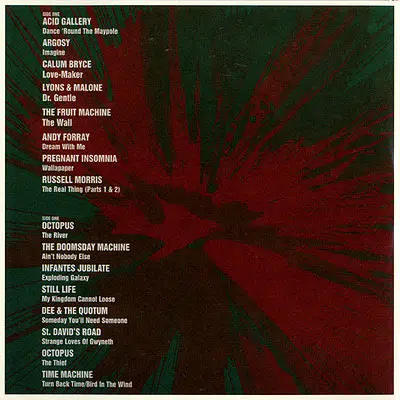 SIDE ONE
ACID GALLERY
Dance 'Round The Maypole
ARGOSY
Imagine
CALUM BRYCE
Love-Maker
LYONS & MALONE
Dr. Gentle
THE FRUIT MACHINE
The Wall
ANDY FORRAY
Dream With Me
PREGNANT INSOMNIA
Wallapaper
RUSSELL MORRIS
The Real Thing (Parts 1 & 2)
SIDE ONE
OCTOPUS
The River
THE DOOMSDAY MACHINE
Ain't Nobody Else
INFANTES JUBILATE
Exploding Galaxy
STILL LIFE
My Kingdom Cannot Loose
DEE & THE QUOTUM
Someday You'll Need Someone
St. DAVID'S ROAD
Strange Loves Of Gwyneth
OCTOPUS
The Thief
TIME MACHINE
Turn Back Time/Bird In The Wind